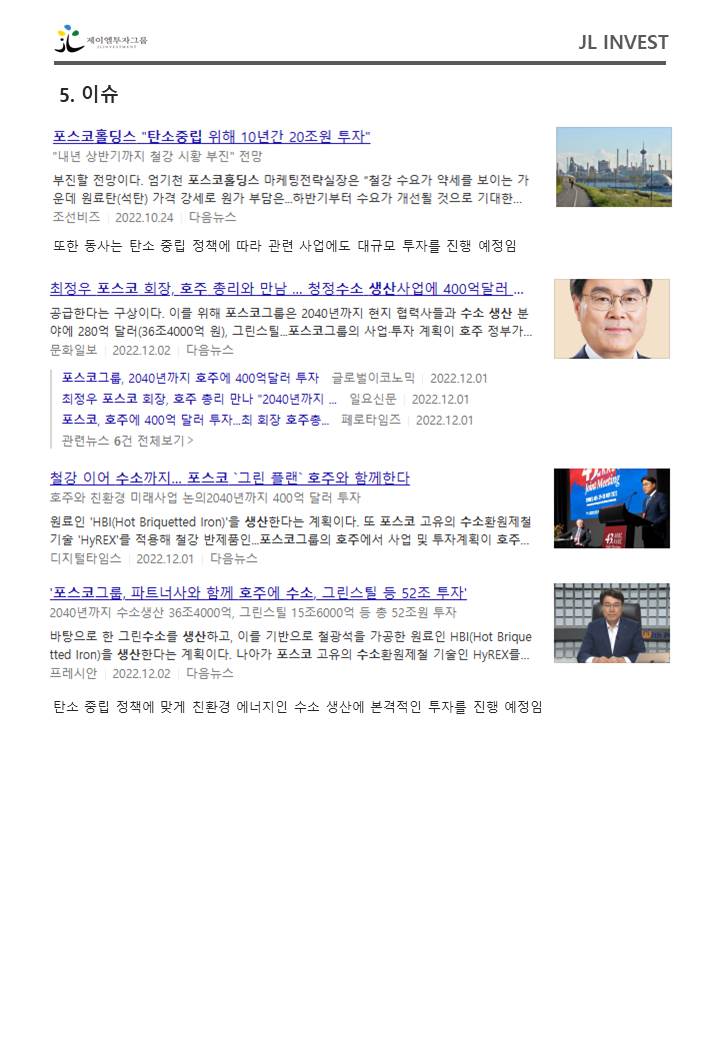 제이엘투자그룹
JLINVESTMENT
JL INVEST
5. 이슈
포스코홀딩스 "탄소중립 위해 10년간 20조원 투자"
"내년 상반기까지 철강 시황 부진" 전망
부진할 전망이다. 엄기천 포스코홀딩스 마케팅전략실장은 "철강 수요가 약세를 보이는 가
운데 원료탄(석탄) 가격 강세로 원가 부담은...하반기부터 수요가 개선될 것으로 기대한...
조선비즈 | 2022.10.24 | 다음뉴스
또한 동사는 탄소 중립 정책에 따라 관련 사업에도 대규모 투자를 진행 예정임
최정우 포스코 회장, 호주 총리와 만남 ... 청정수소 생산사업에 400억달러 ...
공급한다는 구상이다. 이를 위해 포스코그룹은 2040년까지 현지 협력사들과 수소 생산 분
야에 280억 달러(36조4000억 원), 그린스틸...포스코그룹의 사업·투자 계획이 호주 정부가...
문화일보 | 2022.12.02 | 다음뉴스
포스코그룹, 2040년까지 호주에 400억달러 투자 글로벌이코노믹 | 2022.12.01
최정우 포스코 회장, 호주 총리 만나 "2040년까지 ... 일요신문 | 2022.12.01
포스코, 호주에 400억 달러 투자...최 회장 호주총... 페로타임즈 | 2022.12.01
관련뉴스 6건 전체보기 >
철강 이어 수소까지... 포스코 `그린 플랜` 호주와 함께한다
호주와 친환경 미래사업 논의2040년까지 400억 달러 투자
원료인 'HBI(Hot Briquetted Iron)'을 생산한다는 계획이다. 또 포스코 고유의 수소환원제철
기술 'HyREX'를 적용해 철강 반제품인...포스코그룹의 호주에서 사업 및 투자계획이 호주...
디지털타임스 | 2022.12.01 | 다음뉴스
Joint Meeting
'포스코그룹, 파트너사와 함께 호주에 수소, 그린스틸 등 52조 투자'
2040년까지 수소생산 36조4000억, 그린스틸 15조6000억 등 총 52조원 투자
바탕으로 한 그린수소를 생산하고, 이를 기반으로 철광석을 가공한 원료인 HBI(Hot Brique
tted Iron)을 생산한다는 계획이다. 나아가 포스코 고유의 수소환원제철 기술인 HyREX를...
프레시안 | 2022.12.02 | 다음뉴스
탄소 중립 정책에 맞게 친환경 에너지인 수소 생산에 본격적인 투자를 진행 예정임